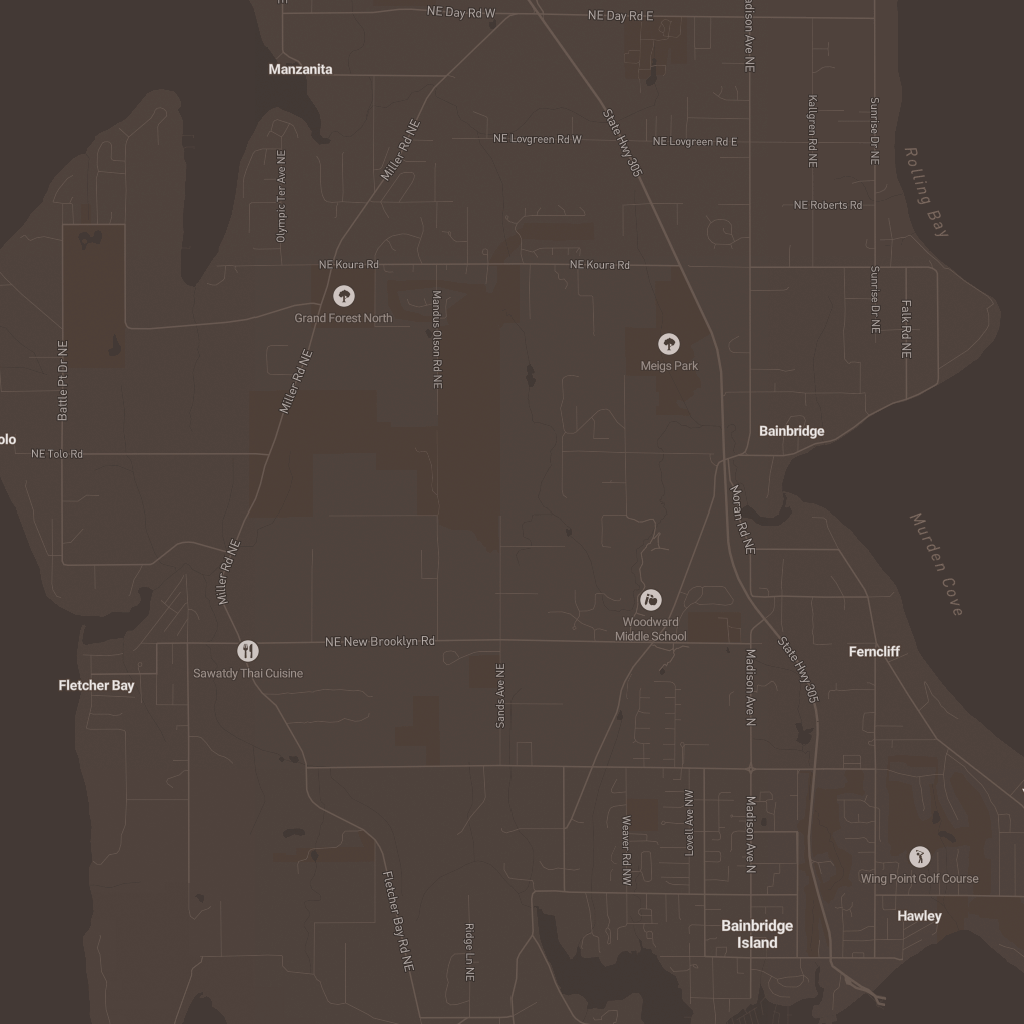 NE Day Rd W
NE Day Rd E
Madison Ave NE
Manzanita
Miller Rd NE
NE Lovgreen Rd W
State Hwy 305
NE Lovgreen Rd E
Kallgren Rd NE
Sunrise Dr NE
Olympic Ter Ave NE
Rolling Bay
NE Roberts Rd
NE Koura Rd
NE Koura Rd
Sunrise Dr NE
Falk Rd NE
Grand Forest North
Mandus Olson Rd NE
Battle Pt Dr NE
Miller Rd NE
Meigs Park
Bainbridge
olo
NE Tolo Rd
Moran Rd NE
Murden Cove
Miller Rd NE
Woodward
Middle School
NE New Brooklyn Rd
Sawatdy Thai Cuisine
Fletcher Bay
Sands Ave NE
Madison Ave N
State Hwy 305
Ferncliff
Weaver Rd NW
Lovell Ave NW
Madison Ave N
Wing Point Golf Course
Fletcher Bay Rd NE
Ridge Ln NE
Bainbridge
Island
Hawley